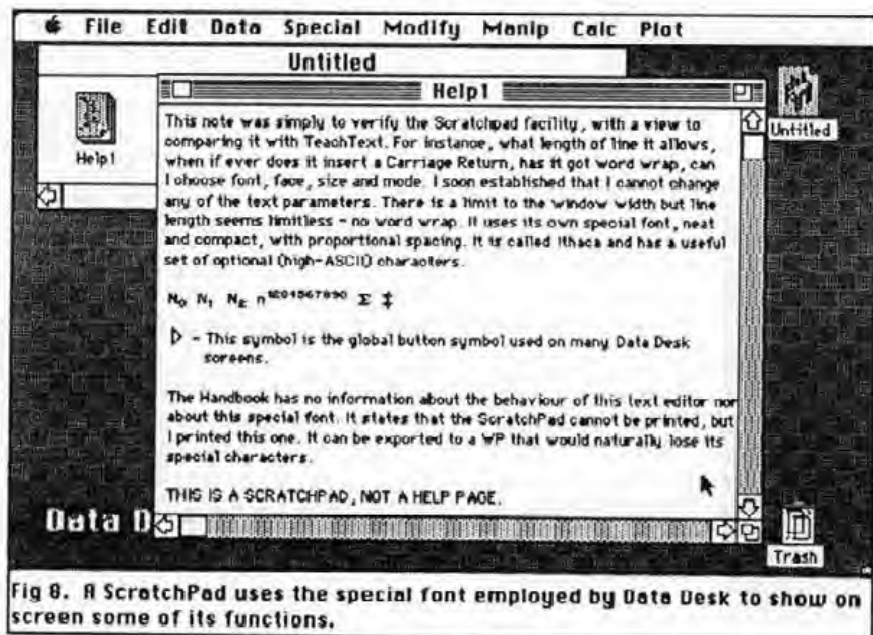 File Edit Data Special Modify Manip Calc Plot
Untitled
Help1
Help1
Untitled
This note was simply to verify the Scratchpad facility, with a view to
comparing it with TeachText. For instance, what length of line it allows,
when if ever does it insert a Carriage Return, has it got word wrap, can
I choose font, face, size and mode. I soon established that I cannot change
any of the text parameters. There is a limit to the window width but line
length seems limitless - no word wrap. It uses its own special font, neat
and compact, with proportional spacing. It is called Ithaca and has a useful
set of optional (high-ASCII) characters.
N₀ N₁ Σ ‡
▷ - This symbol is the global button symbol used on many Data Desk
screens.
The Handbook has no information about the behaviour of this text editor nor
about this special font. It states that the ScratchPad cannot be printed, but
I printed this one. It can be exported to a WP that would naturally lose its
special characters.
THIS IS A SCRATCHPAD, NOT A HELP PAGE.
Data D
Trash
Fig 8. A ScratchPad uses the special font employed by Data Desk to show on
screen some of its functions.